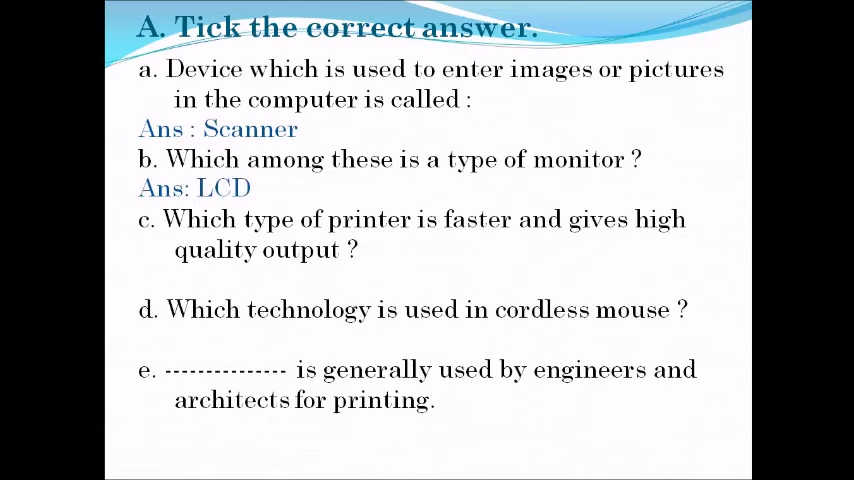 A. Tick the correct answer.
a. Device which is used to enter images or pictures
in the computer is called :
Ans : Scanner
b. Which among these is a type of monitor ?
Ans: LCD
c. Which type of printer is faster and gives high
quality output ?
d. Which technology is used in cordless mouse ?
e. --------------- is generally used by engineers and
architects for printing.